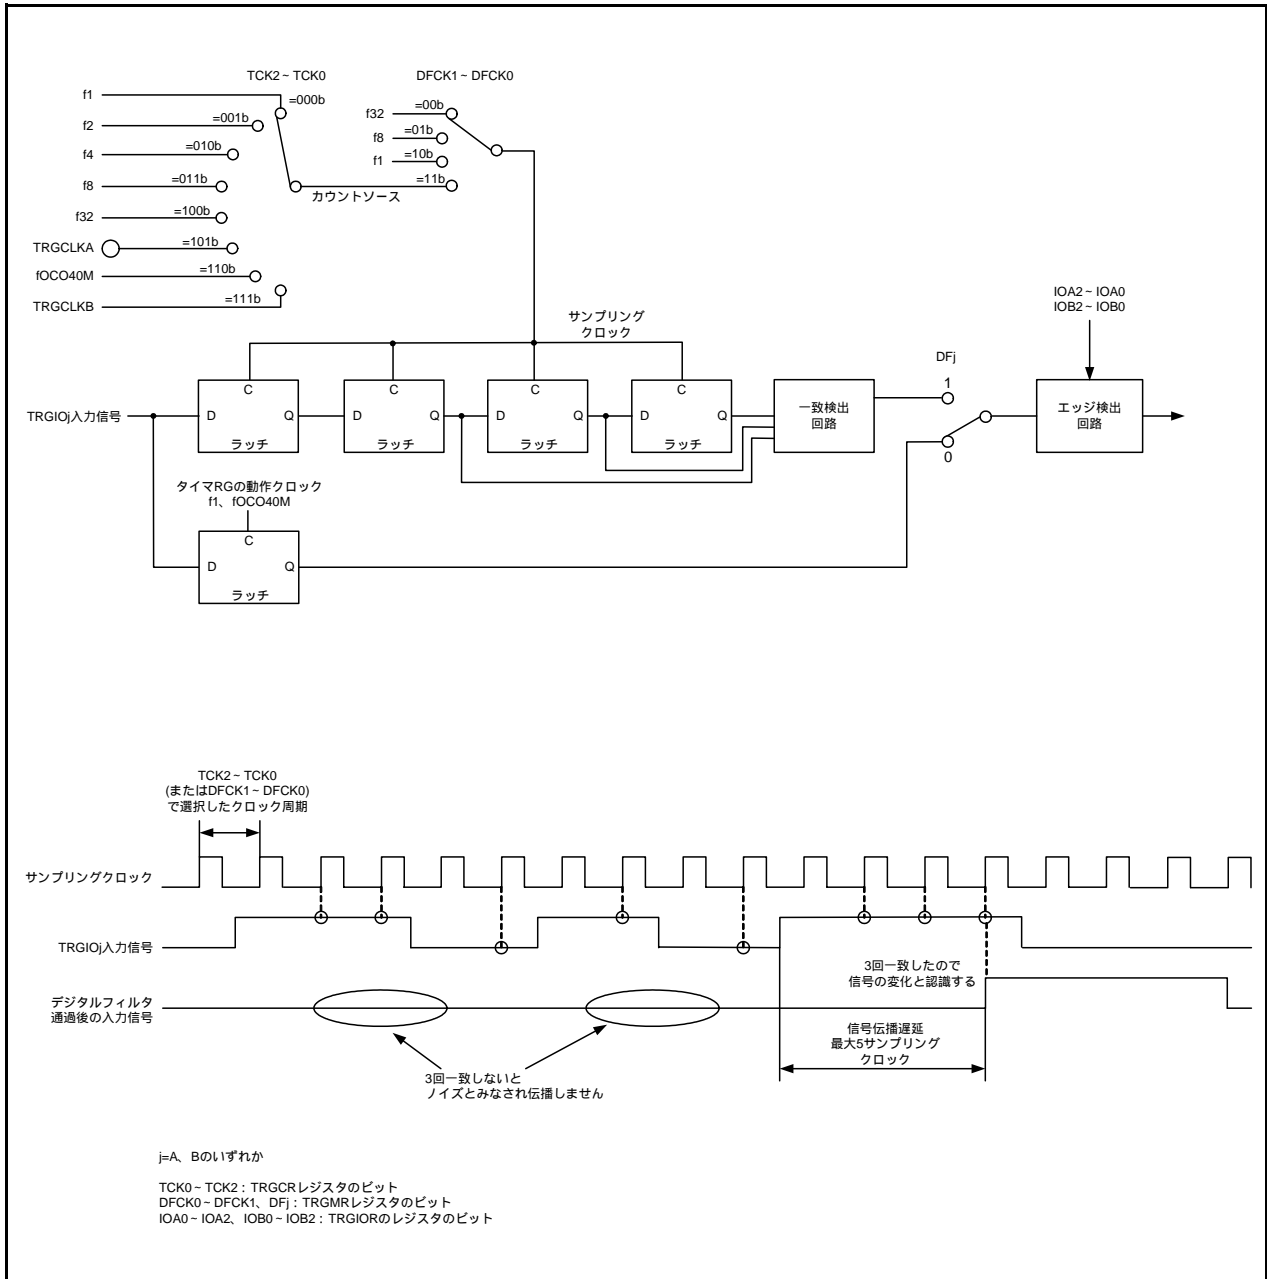 TCK2～TCK0
DFCK1～DFCK0
f1
=000b
f2
=001b
f4
=010b
f8
=011b
f32
=100b
TRGCLKA
=101b
fOCO40M
=110b
TRGCLKB
=111b
カウントソース
f32
=00b
f8
=01b
f1
=10b
=11b
サンプリング
クロック
IOA2～IOA0
IOB2～IOB0
DFj
1
0
TRGIOj入力信号
C
D
Q
ラッチ
C
D
Q
ラッチ
C
D
Q
ラッチ
C
D
Q
ラッチ
一致検出
回路
エッジ検出
回路
タイマRGの動作クロック
f1、fOCO40M
C
D
Q
ラッチ
TCK2～TCK0
(またはDFCK1～DFCK0)
で選択したクロック周期
サンプリングクロック
TRGIOj入力信号
3回一致したので
信号の変化と認識する
デジタルフィルタ
通過後の入力信号
信号伝播遅延
最大5サンプリング
クロック
3回一致しないと
ノイズとみなされ伝播しません
j=A、Bのいずれか
TCK0～TCK2：TRGCRレジスタのビット
DFCK0～DFCK1、DFj：TRGMRレジスタのビット
IOA0～IOA2、IOB0～IOB2：TRGIORのレジスタのビット